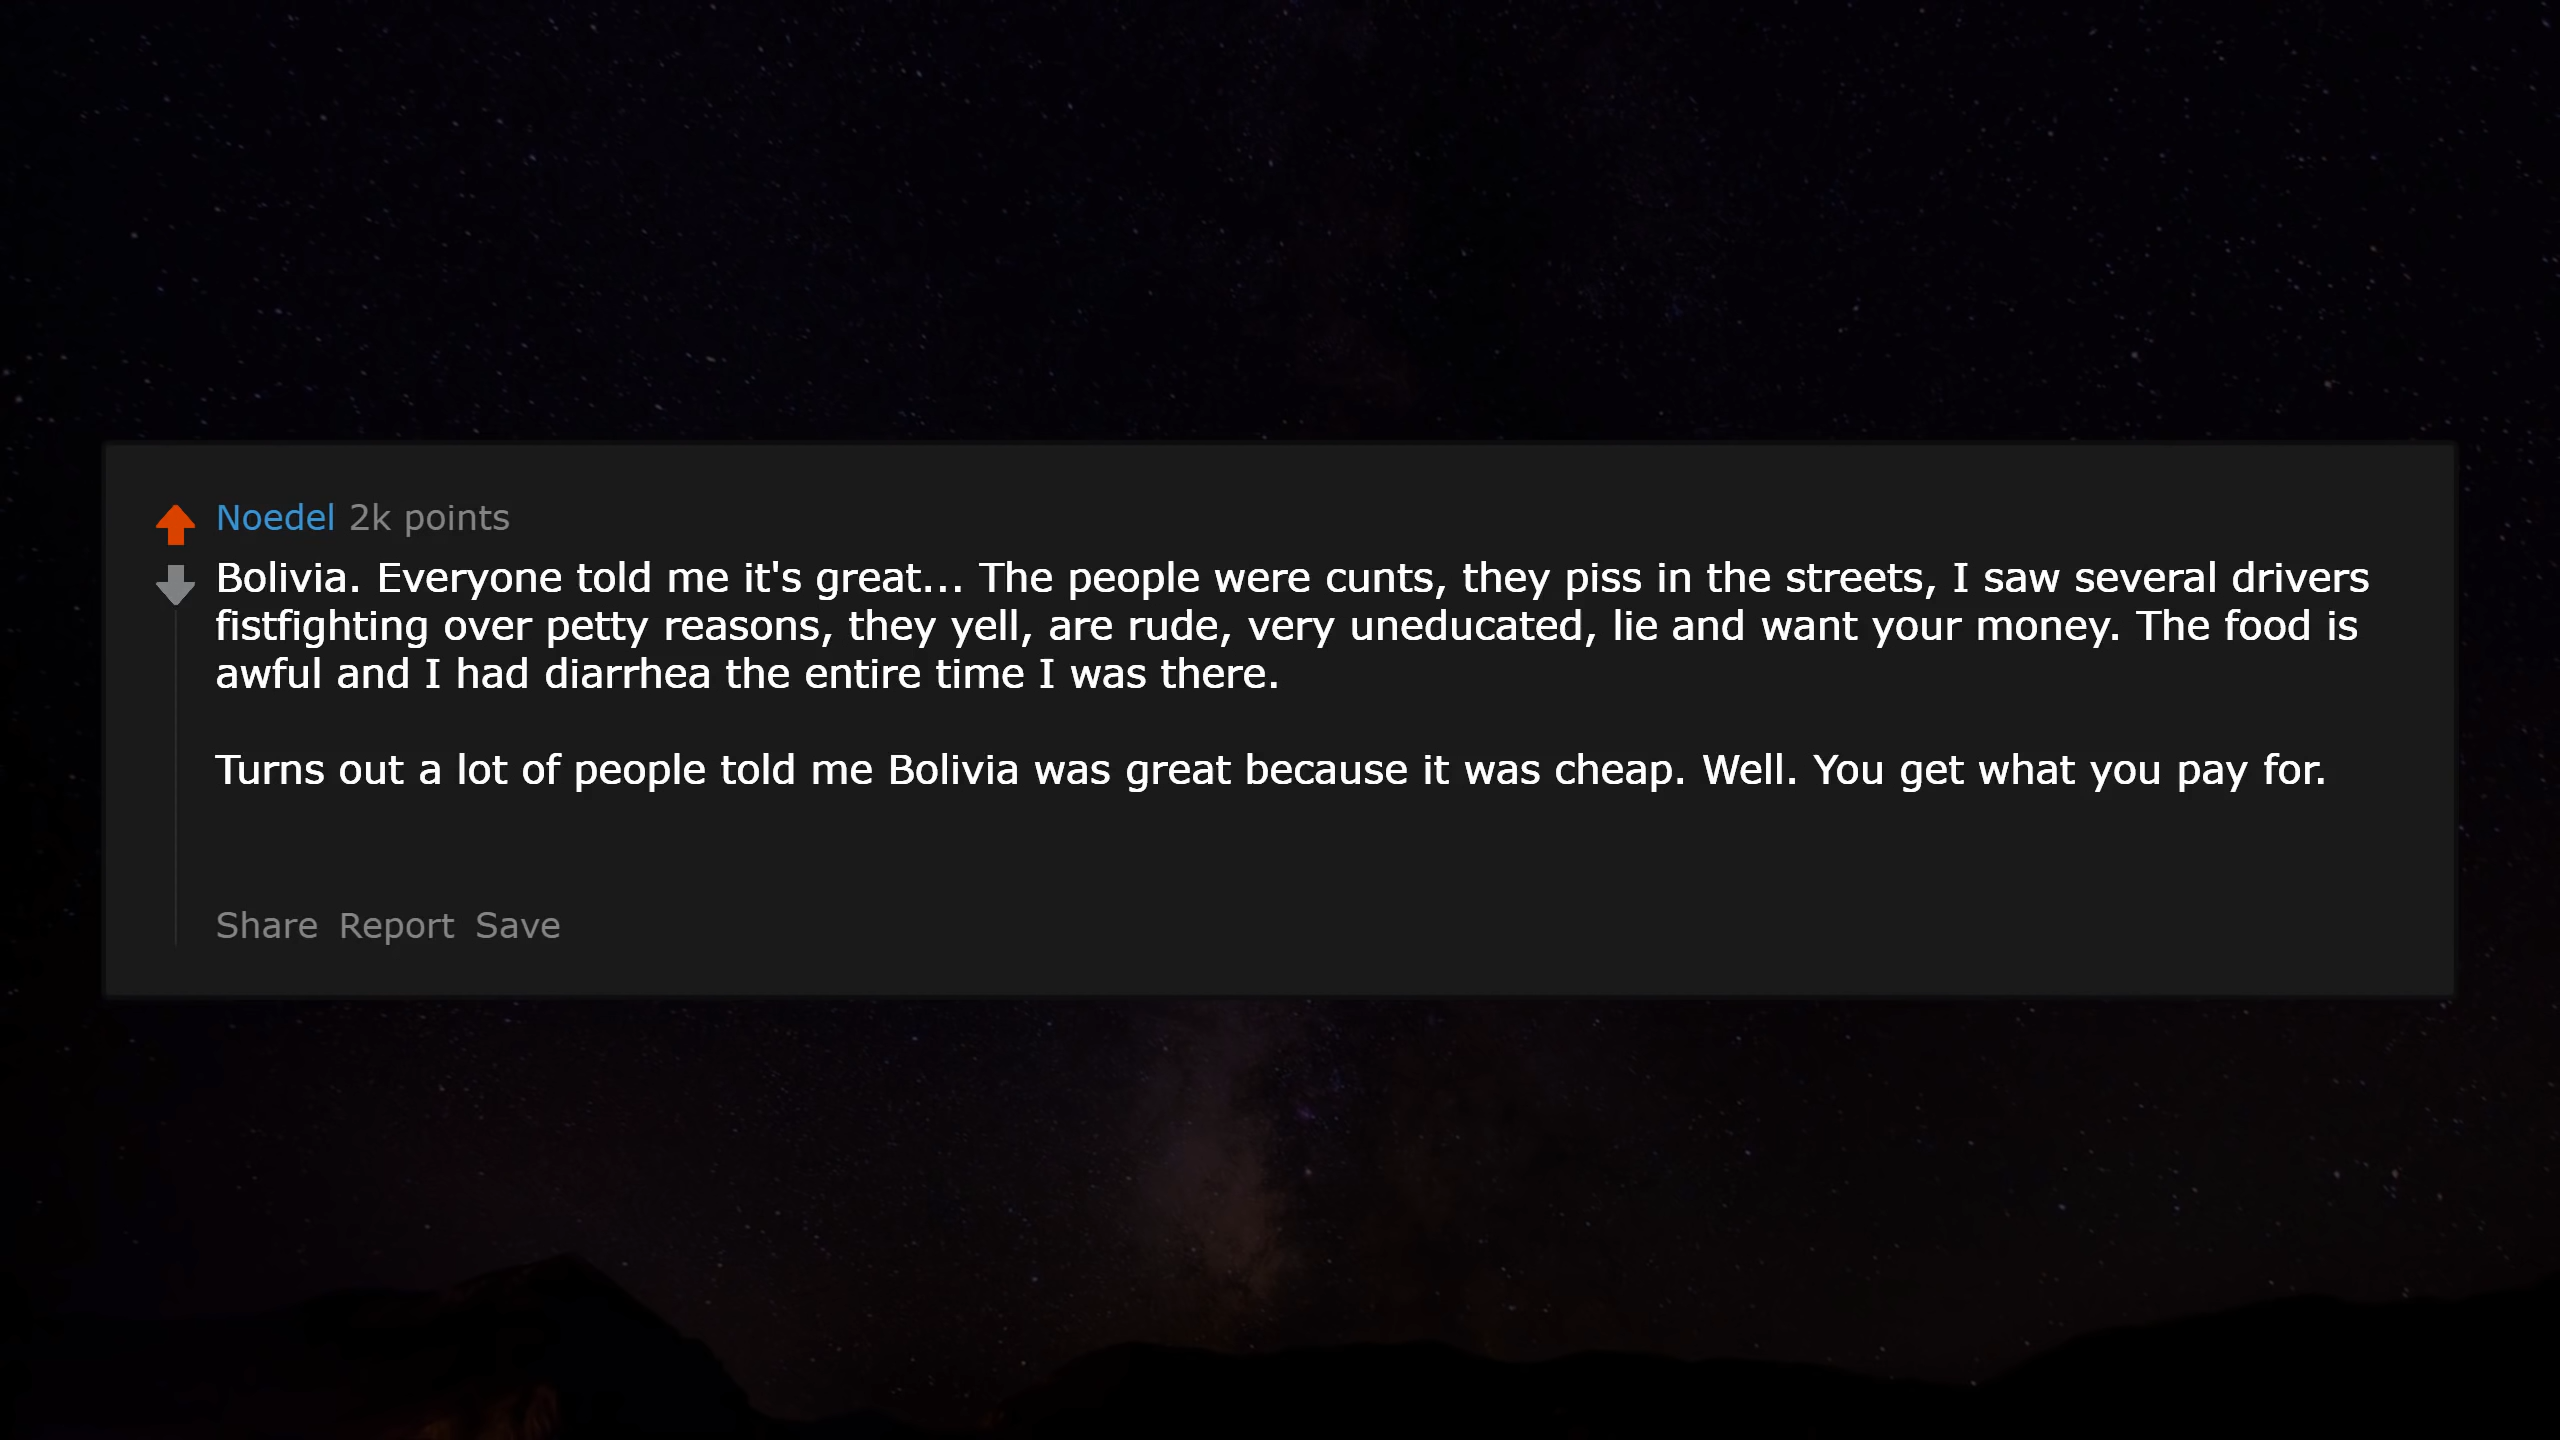 Noedel 2k points
Bolivia. Everyone told me it's great... The people were cunts, they piss in the streets, I saw several drivers
fistfighting over petty reasons, they yell, are rude, very uneducated, lie and want your money. The food is
awful and I had diarrhea the entire time I was there.
Turns out a lot of people told me Bolivia was great because it was cheap. Well. You get what you pay for.
Share Report Save